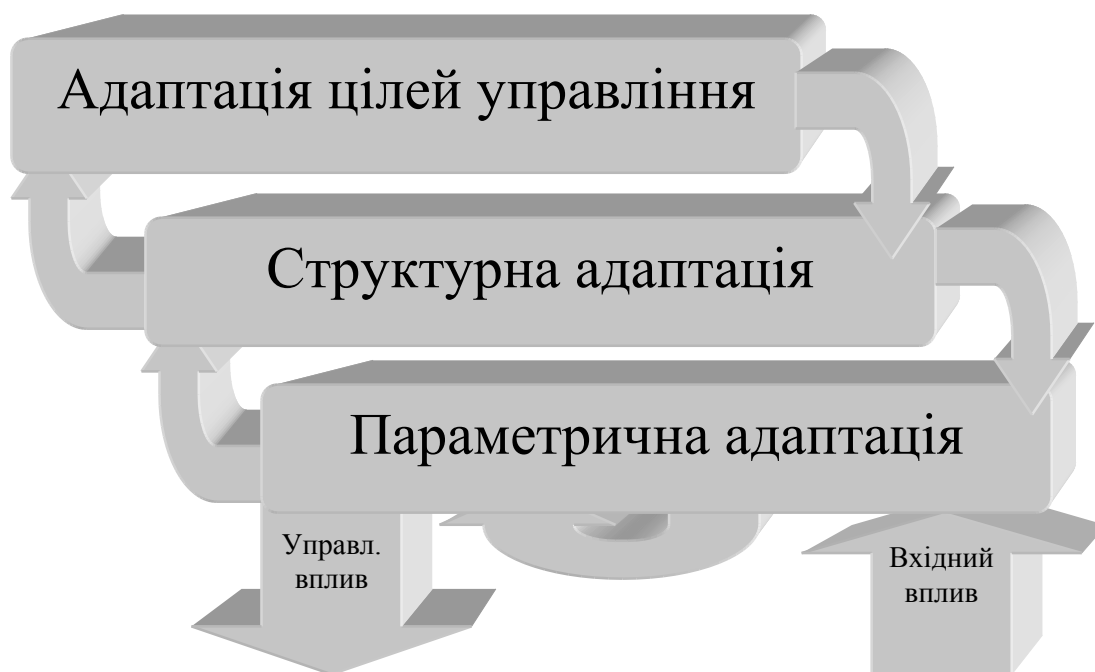 Адаптація цілей управління
Структурна адаптація
Параметрична адаптація
Управл.
вплив
Вхідний
вплив